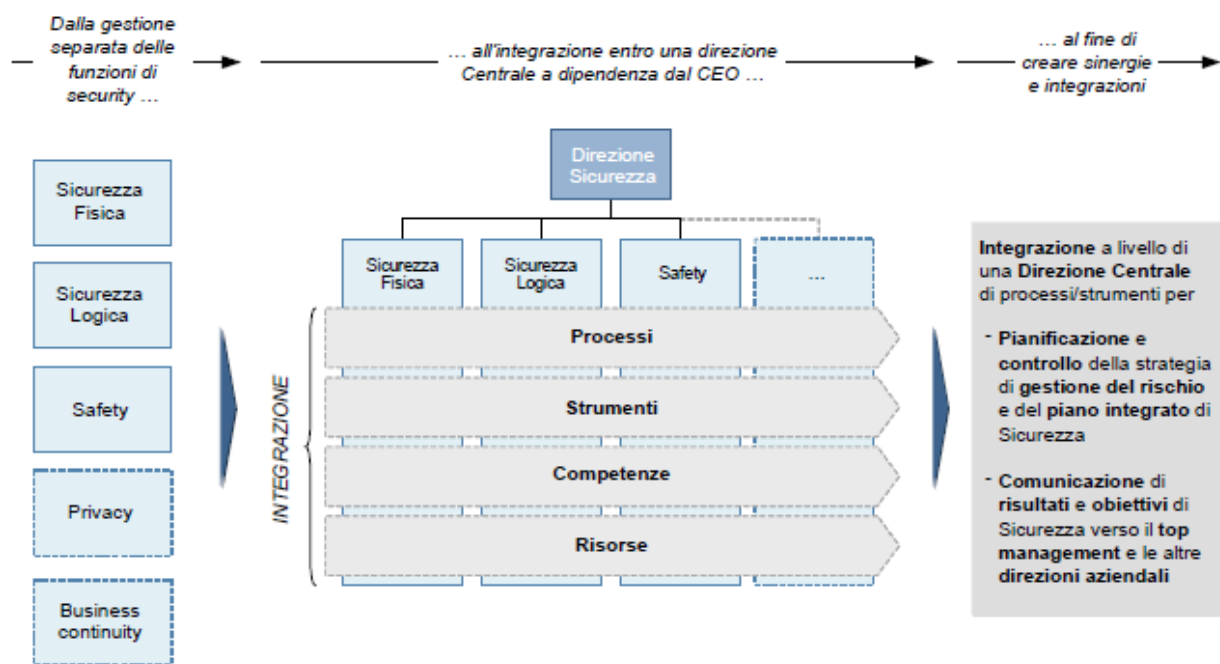 Dalla gestione
separata delle
funzioni di
security …
… all'integrazione entro una direzione
Centrale a dipendenza dal CEO …
… al fine di
creare sinergie
e integrazioni
Sicurezza
Fisica
Sicurezza
Logica
Safety
Privacy
Business
continuity
Direzione
Sicurezza
Sicurezza
Fisica
Sicurezza
Logica
Safety
…
INTEGRAZIONE
Processi
Strumenti
Competenze
Risorse
Integrazione a livello di
una Direzione Centrale
di processi/strumenti per
- Pianificazione e
controllo della strategia
di gestione del rischio
e del piano integrato di
Sicurezza
- Comunicazione di
risultati e obiettivi di
Sicurezza verso il top
management e le altre
direzioni aziendali